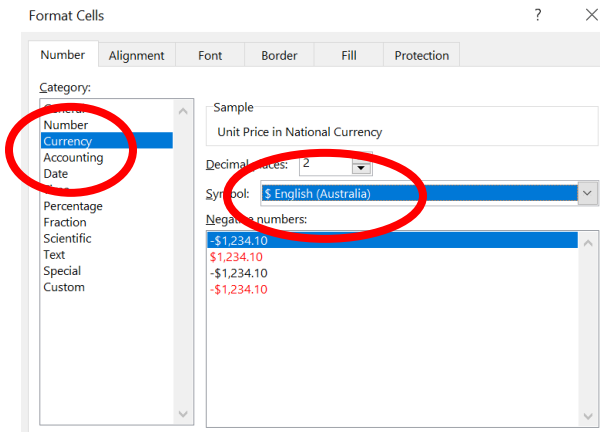 Format Cells ? ×
Number Alignment Font Border Fill Protection
Category:
Number
Currency
Accounting
Date
Percentage
Fraction
Scientific
Text
Special
Custom
Sample
Unit Price in National Currency
Decimal 2
Symbol: $ English (Australia)
Negative numbers:
-$1,234.10
$1,234.10
-$1,234.10
-$1,234.10